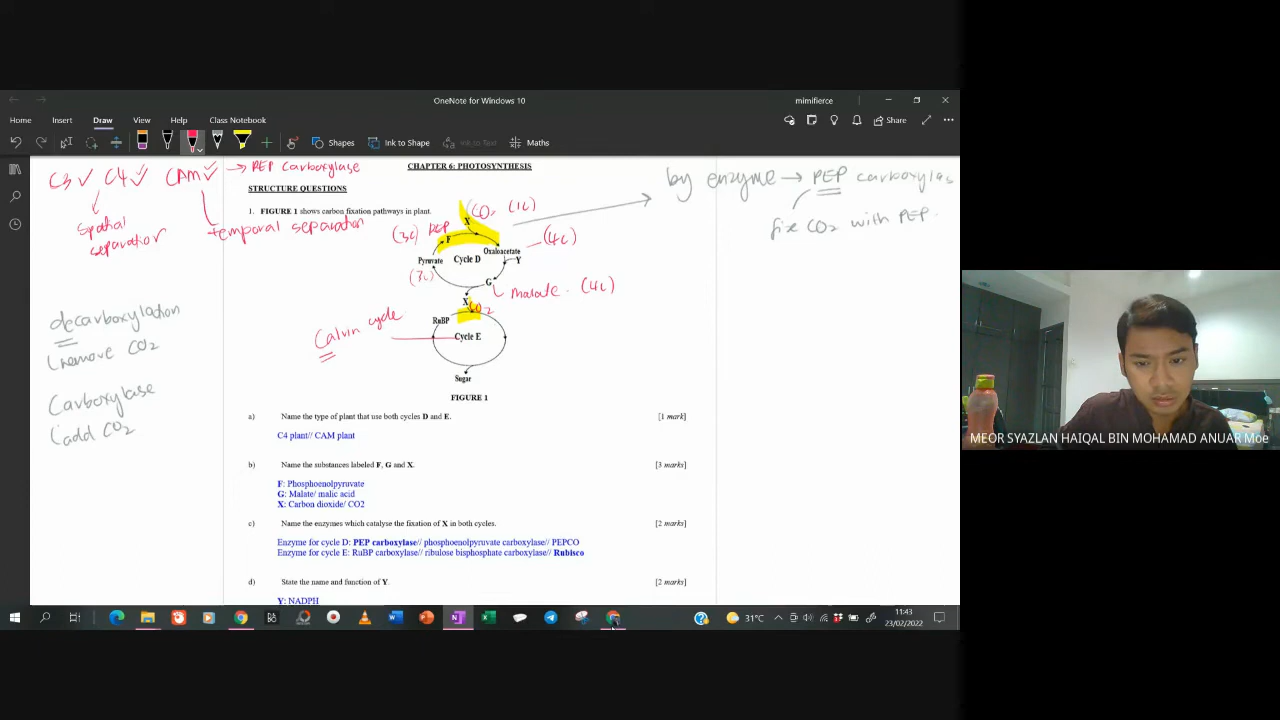 OneNote for Windows 10
mimifierce
Home Insert Draw View Help Class Notebook
Share
Shapes Ink to Shape Ink to Text Maths
C3 C4 CAM → PEP carboxylase
spatial separation
temporal separation
CHAPTER 6: PHOTOSYNTHESIS
STRUCTURE QUESTIONS
1. FIGURE 1 shows carbon fixation pathways in plant.
by enzyme → PEP carboxylas
fix CO2 with PEP.
CO2 (1C)
X
(3C) PEP
F
Oxaloacetate
(4C)
Pyruvate
Cycle D
Y
(3C)
G
malate. (4C)
X
CO2
RuBP
Calvin cycle
Cycle E
Sugar
FIGURE 1
decarboxylation
remove CO2
Carboxylase
add CO2
a) Name the type of plant that use both cycles D and E. [1 mark]
C4 plant// CAM plant
b) Name the substances labeled F, G and X. [3 marks]
F: Phosphoenolpyruvate
G: Malate/ malic acid
X: Carbon dioxide/ CO2
c) Name the enzymes which catalyse the fixation of X in both cycles. [2 marks]
Enzyme for cycle D: PEP carboxylase// phosphoenolpyruvate carboxylase// PEPCO
Enzyme for cycle E: RuBP carboxylase// ribulose bisphosphate carboxylase// Rubisco
d) State the name and function of Y. [2 marks]
Y: NADPH
31°C
11:43
23/02/2022
MEOR SYAZLAN HAIQAL BIN MOHAMAD ANUAR Moe